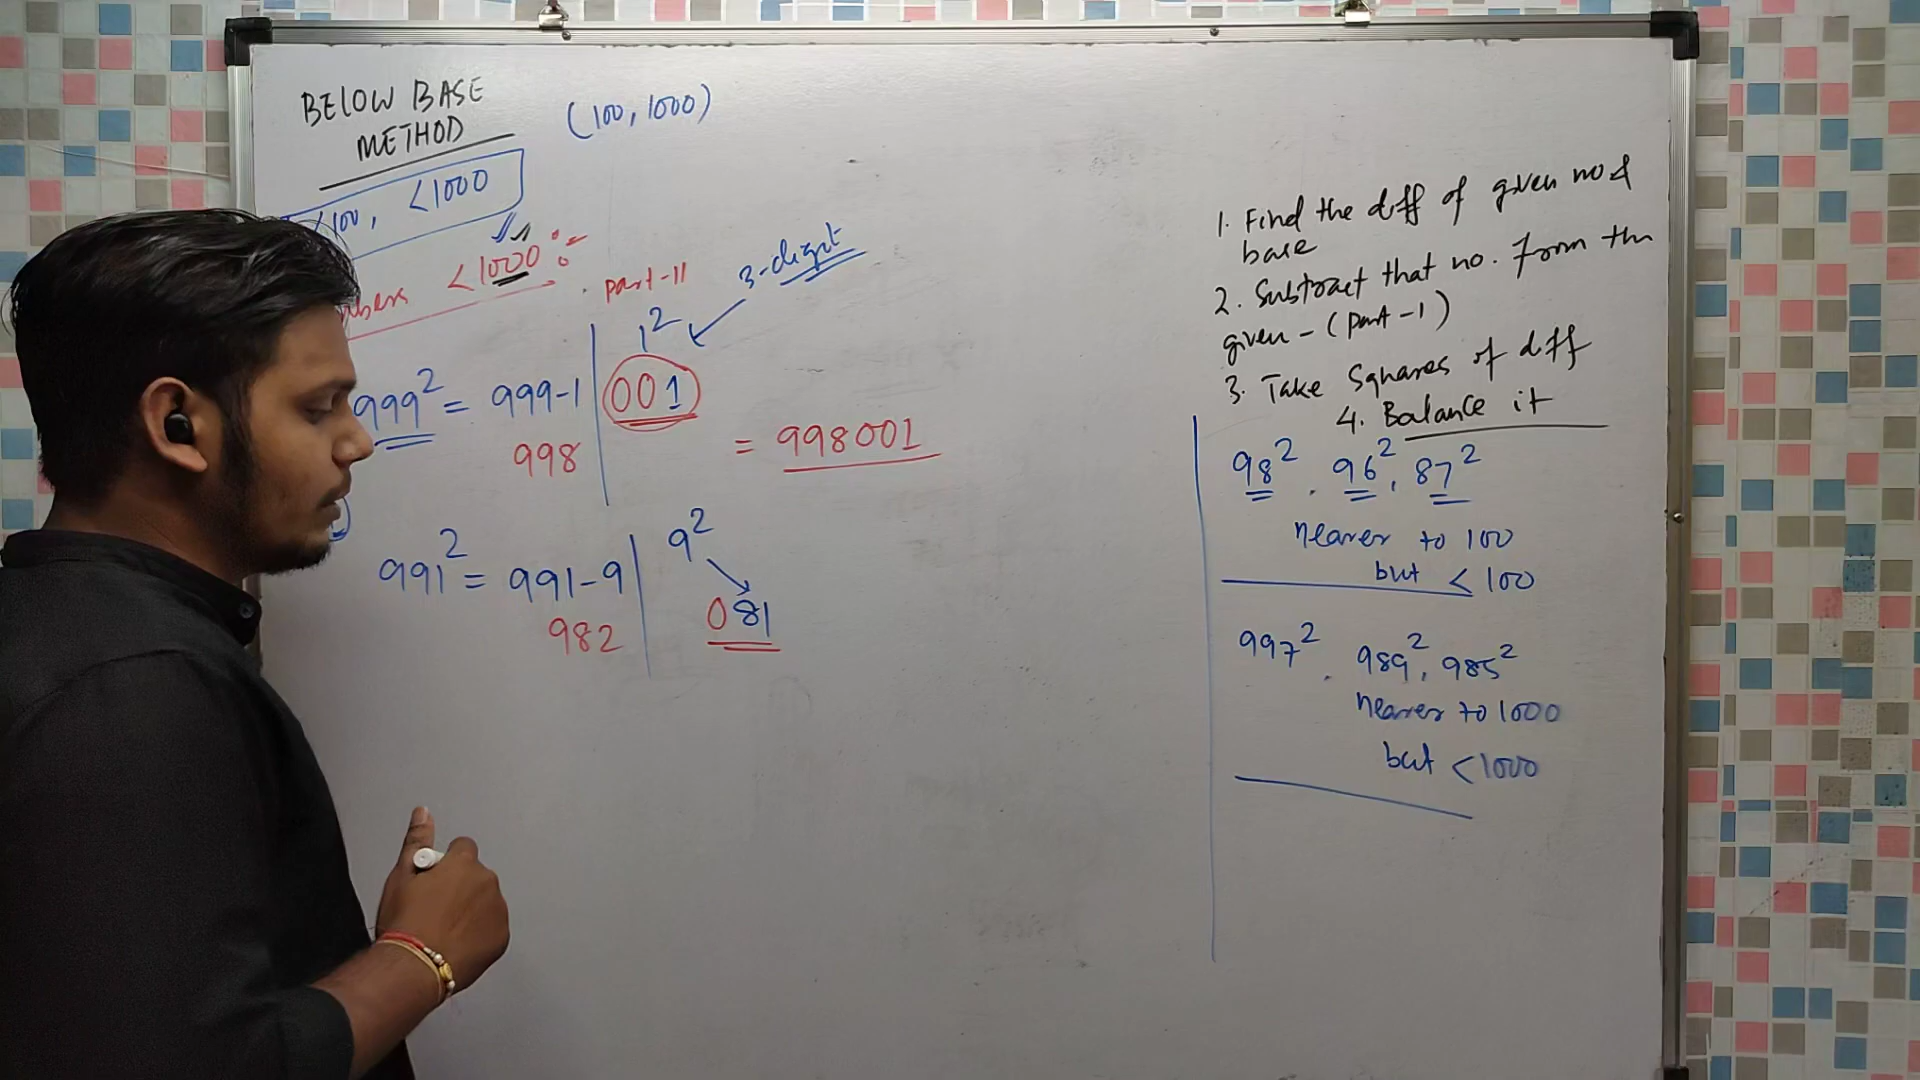 BELOW BASE
METHOD
(100, 1000)
<100, <1000
<1000 :-
part-II
3-digit
1²
999² = 999-1 | 001
998
= 998001
9²
991² = 991-9
982
081
1. Find the diff of given no &
base
2. Subtract that no. from the
given - (part - 1)
3. Take Squares of diff
4. Balance it
98², 96², 87²
nearer to 100
but < 100
997², 989², 985²
nearer to 1000
but < 1000